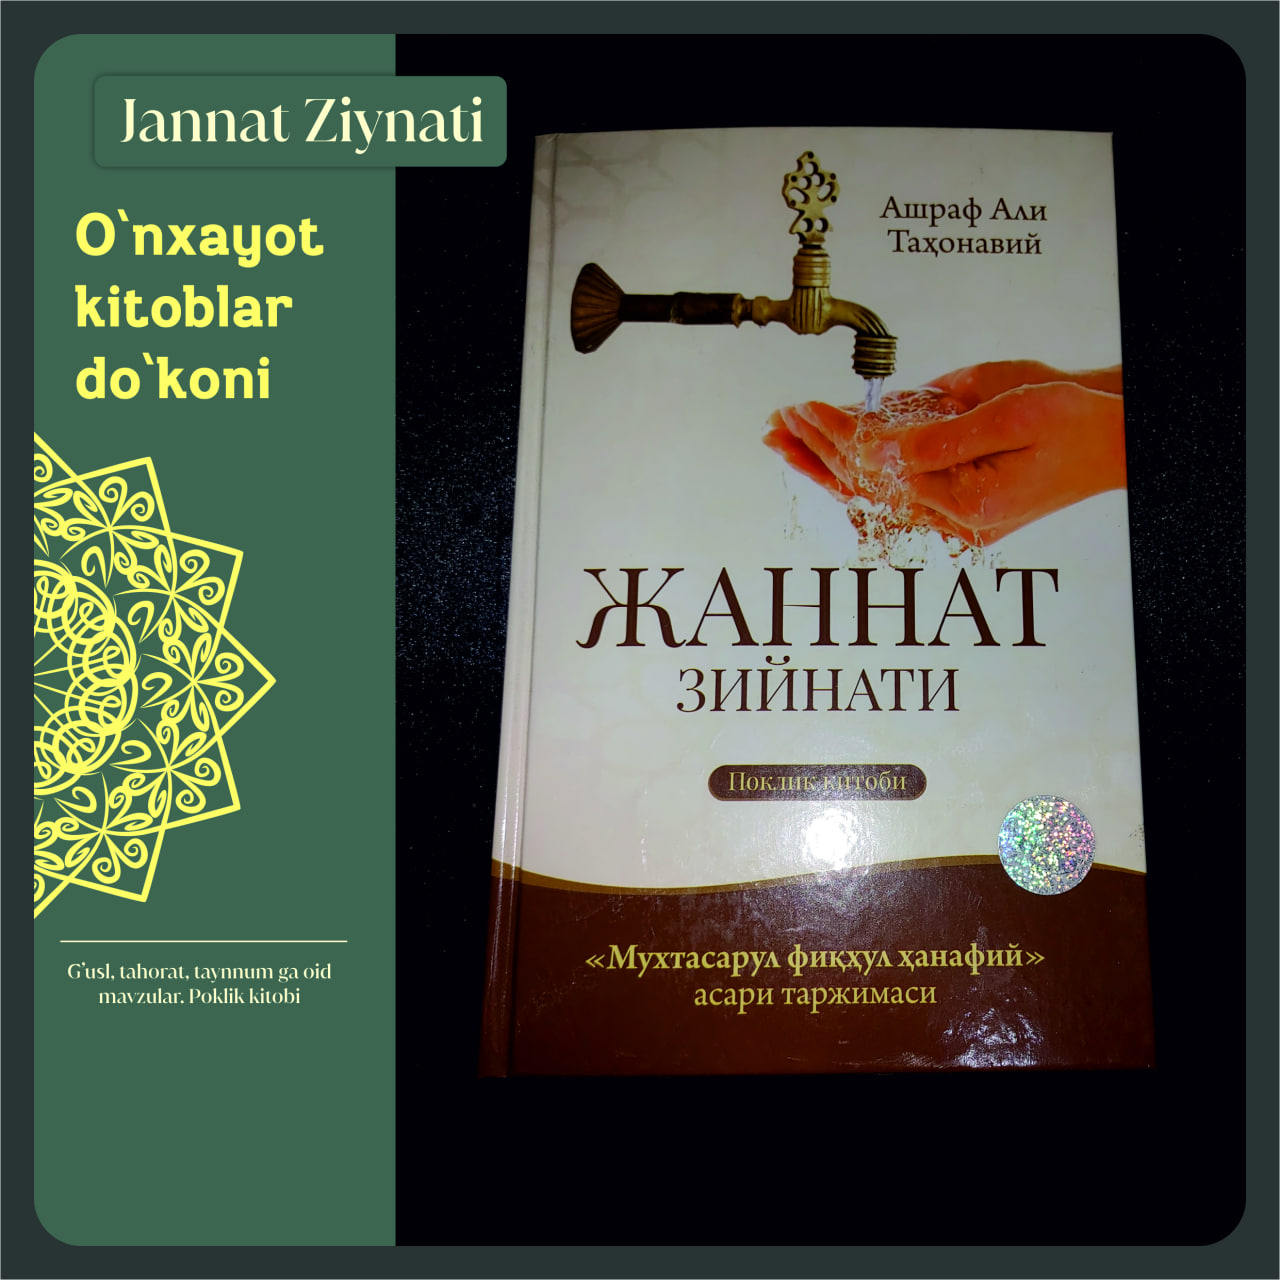 Jannat Ziynati
O`nxayot
kitoblar
do`koni
G'usl, tahorat, taynnum ga oid
mavzular. Poklik kitobi
Ашраф Али
Таҳонавий
ЖАННАТ
ЗИЙНАТИ
Поклик китоби
«Мухтасарул фиқҳул ҳанафий»
асари таржимаси